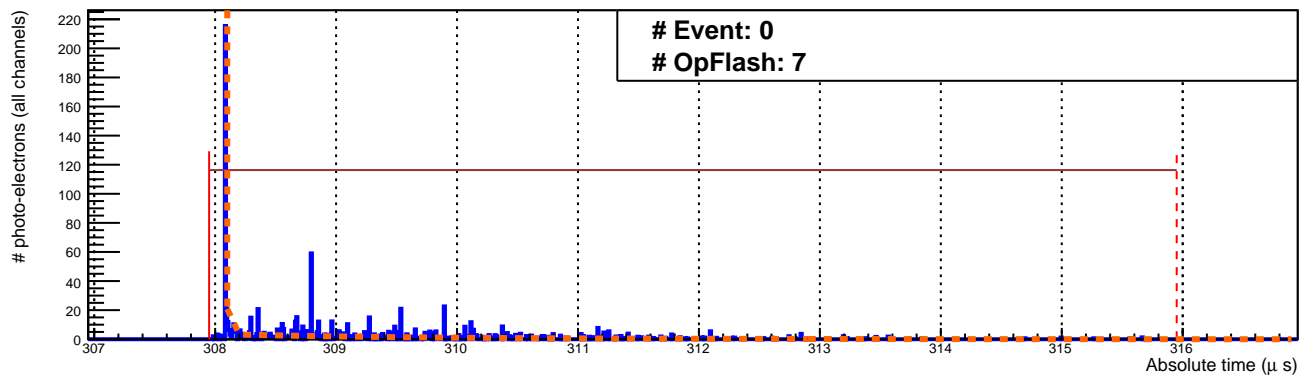 # Event: 0
# OpFlash: 7
# photo-electrons (all channels)
220
200
180
160
140
120
100
80
60
40
20
0
307 308 309 310 311 312 313 314 315 316
Absolute time (μ s)